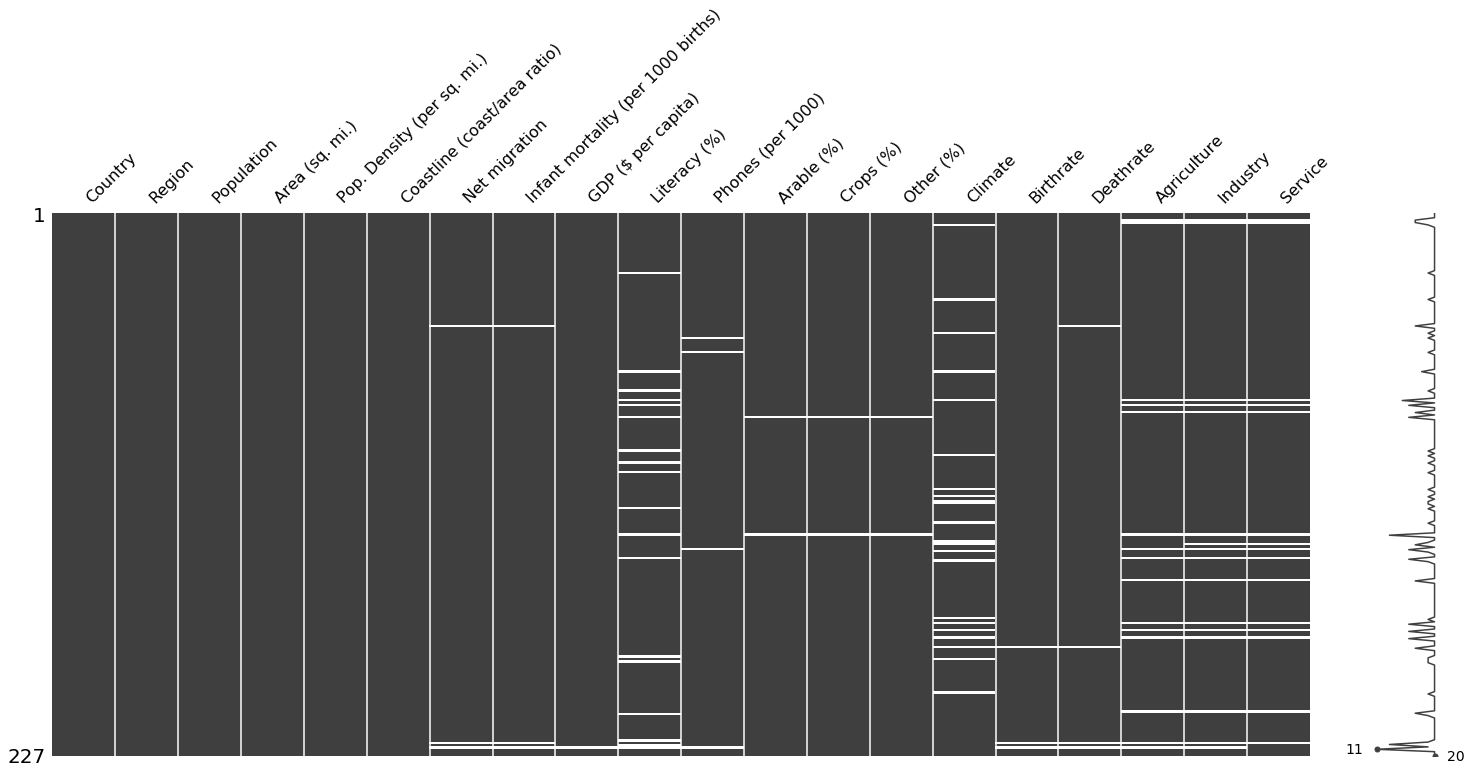 Country
Region
Population
Area (sq. mi.)
Pop. Density (per sq. mi.)
Coastline (coast/area ratio)
Net migration
Infant mortality (per 1000 births)
GDP ($ per capita)
Literacy (%)
Phones (per 1000)
Arable (%)
Crops (%)
Other (%)
Climate
Birthrate
Deathrate
Agriculture
Industry
Service
1
227
11
20